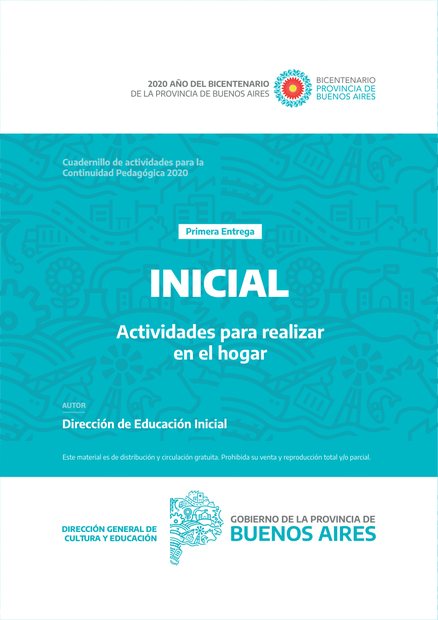 2020 AÑO DEL BICENTENARIO
DE LA PROVINCIA DE BUENOS AIRES
BICENTENARIO
PROVINCIA DE
BUENOS AIRES
Cuadernillo de actividades para la
Continuidad Pedagógica 2020
Primera Entrega
INICIAL
Actividades para realizar
en el hogar
AUTOR
Dirección de Educación Inicial
Este material es de distribución y circulación gratuita. Prohibida su venta y reproducción total y/o parcial.
DIRECCIÓN GENERAL DE
CULTURA Y EDUCACIÓN
GOBIERNO DE LA PROVINCIA DE
BUENOS AIRES